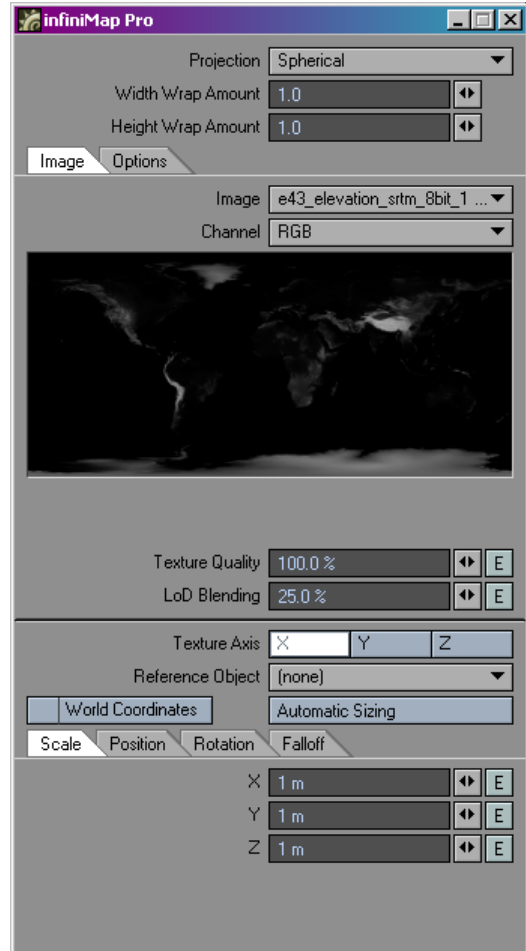 infiniMap Pro
Projection Spherical
Width Wrap Amount 1.0
Height Wrap Amount 1.0
Image Options
Image e43_elevation_srtm_8bit_1 ...
Channel RGB
Texture Quality 100.0 % E
LoD Blending 25.0 % E
Texture Axis X Y Z
Reference Object (none)
World Coordinates Automatic Sizing
Scale Position Rotation Falloff
X 1 m E
Y 1 m E
Z 1 m E